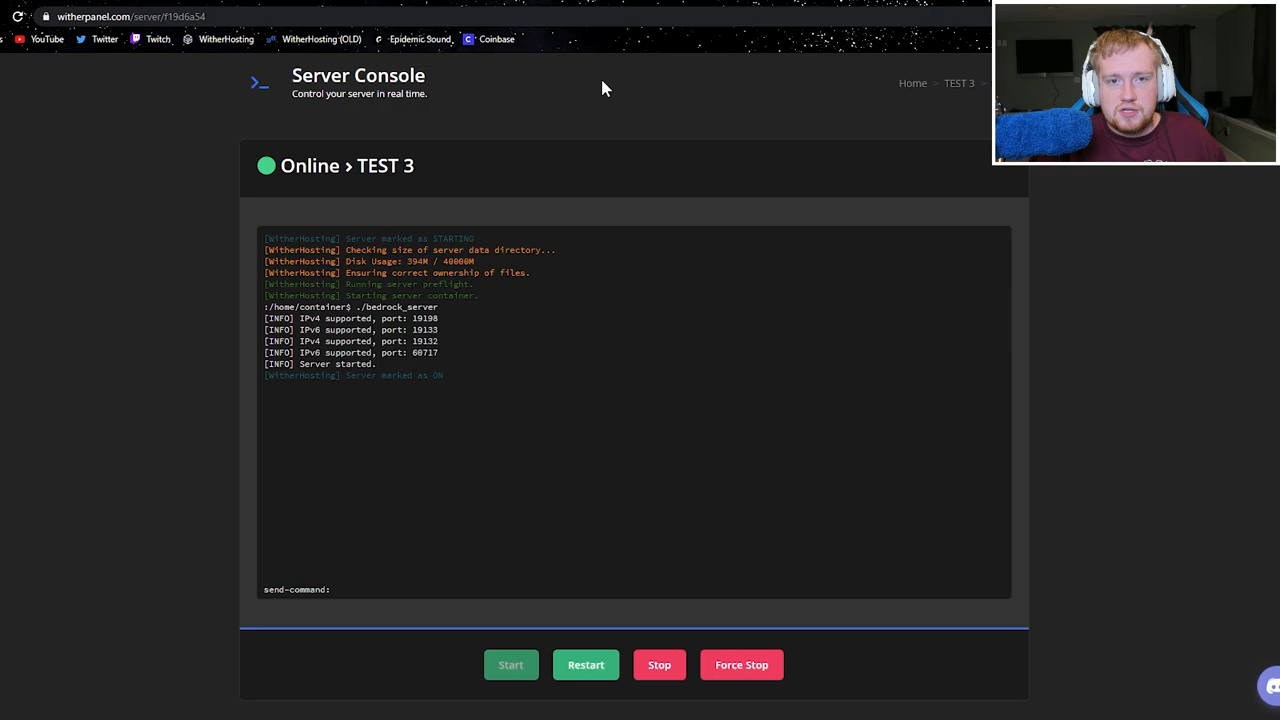 witherpanel.com/server/f19d6a54
YouTube Twitter Twitch WitherHosting WitherHosting (OLD) Epidemic Sound Coinbase
Server Console
Control your server in real time.
Home > TEST 3 >
Online › TEST 3
[WitherHosting] Server marked as STARTING
[WitherHosting] Checking size of server data directory...
[WitherHosting] Disk Usage: 394M / 40000M
[WitherHosting] Ensuring correct ownership of files.
[WitherHosting] Running server preflight.
[WitherHosting] Starting server container.
:/home/container$ ./bedrock_server
[INFO] IPv4 supported, port: 19198
[INFO] IPv6 supported, port: 19133
[INFO] IPv4 supported, port: 19132
[INFO] IPv6 supported, port: 60717
[INFO] Server started.
[WitherHosting] Server marked as ON
send-command:
Start Restart Stop Force Stop